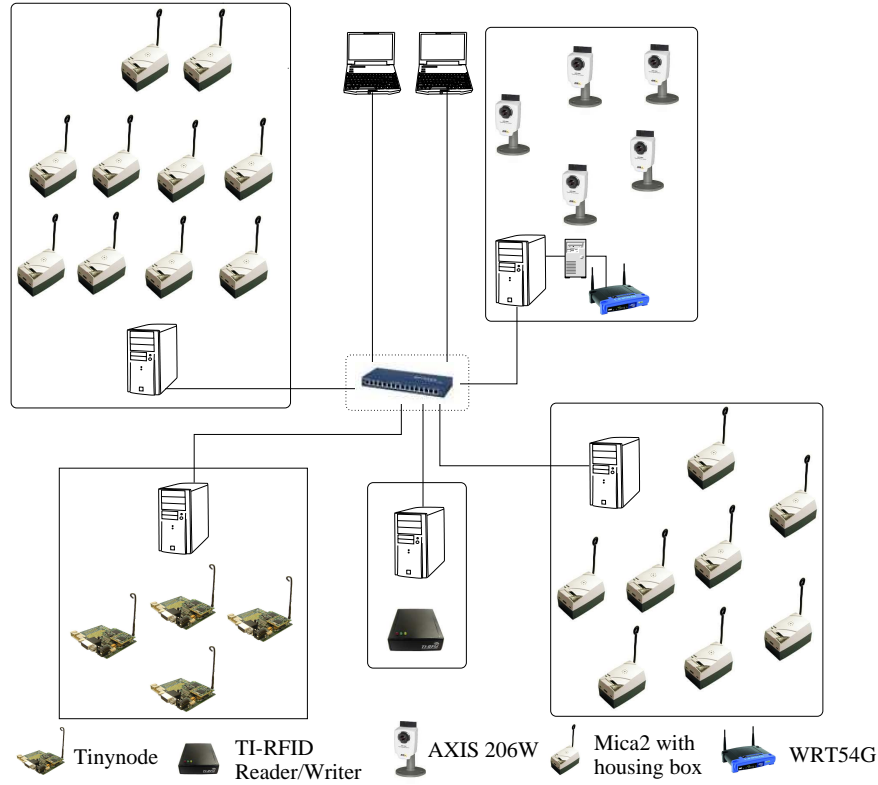 Tinynode
TI-RFID
Reader/Writer
AXIS 206W
Mica2 with
housing box
WRT54G